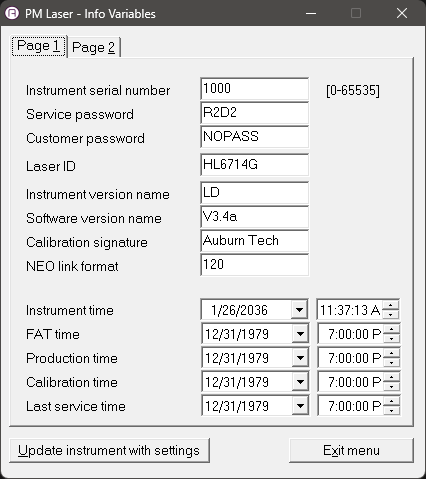 PM Laser - Info Variables
Page 1 Page 2
Instrument serial number 1000 [0-65535]
Service password R2D2
Customer password NOPASS
Laser ID HL6714G
Instrument version name LD
Software version name V3.4a
Calibration signature Auburn Tech
NEO link format 120
Instrument time 1/26/2036 11:37:13 A
FAT time 12/31/1979 7:00:00 P
Production time 12/31/1979 7:00:00 P
Calibration time 12/31/1979 7:00:00 P
Last service time 12/31/1979 7:00:00 P
Update instrument with settings Exit menu